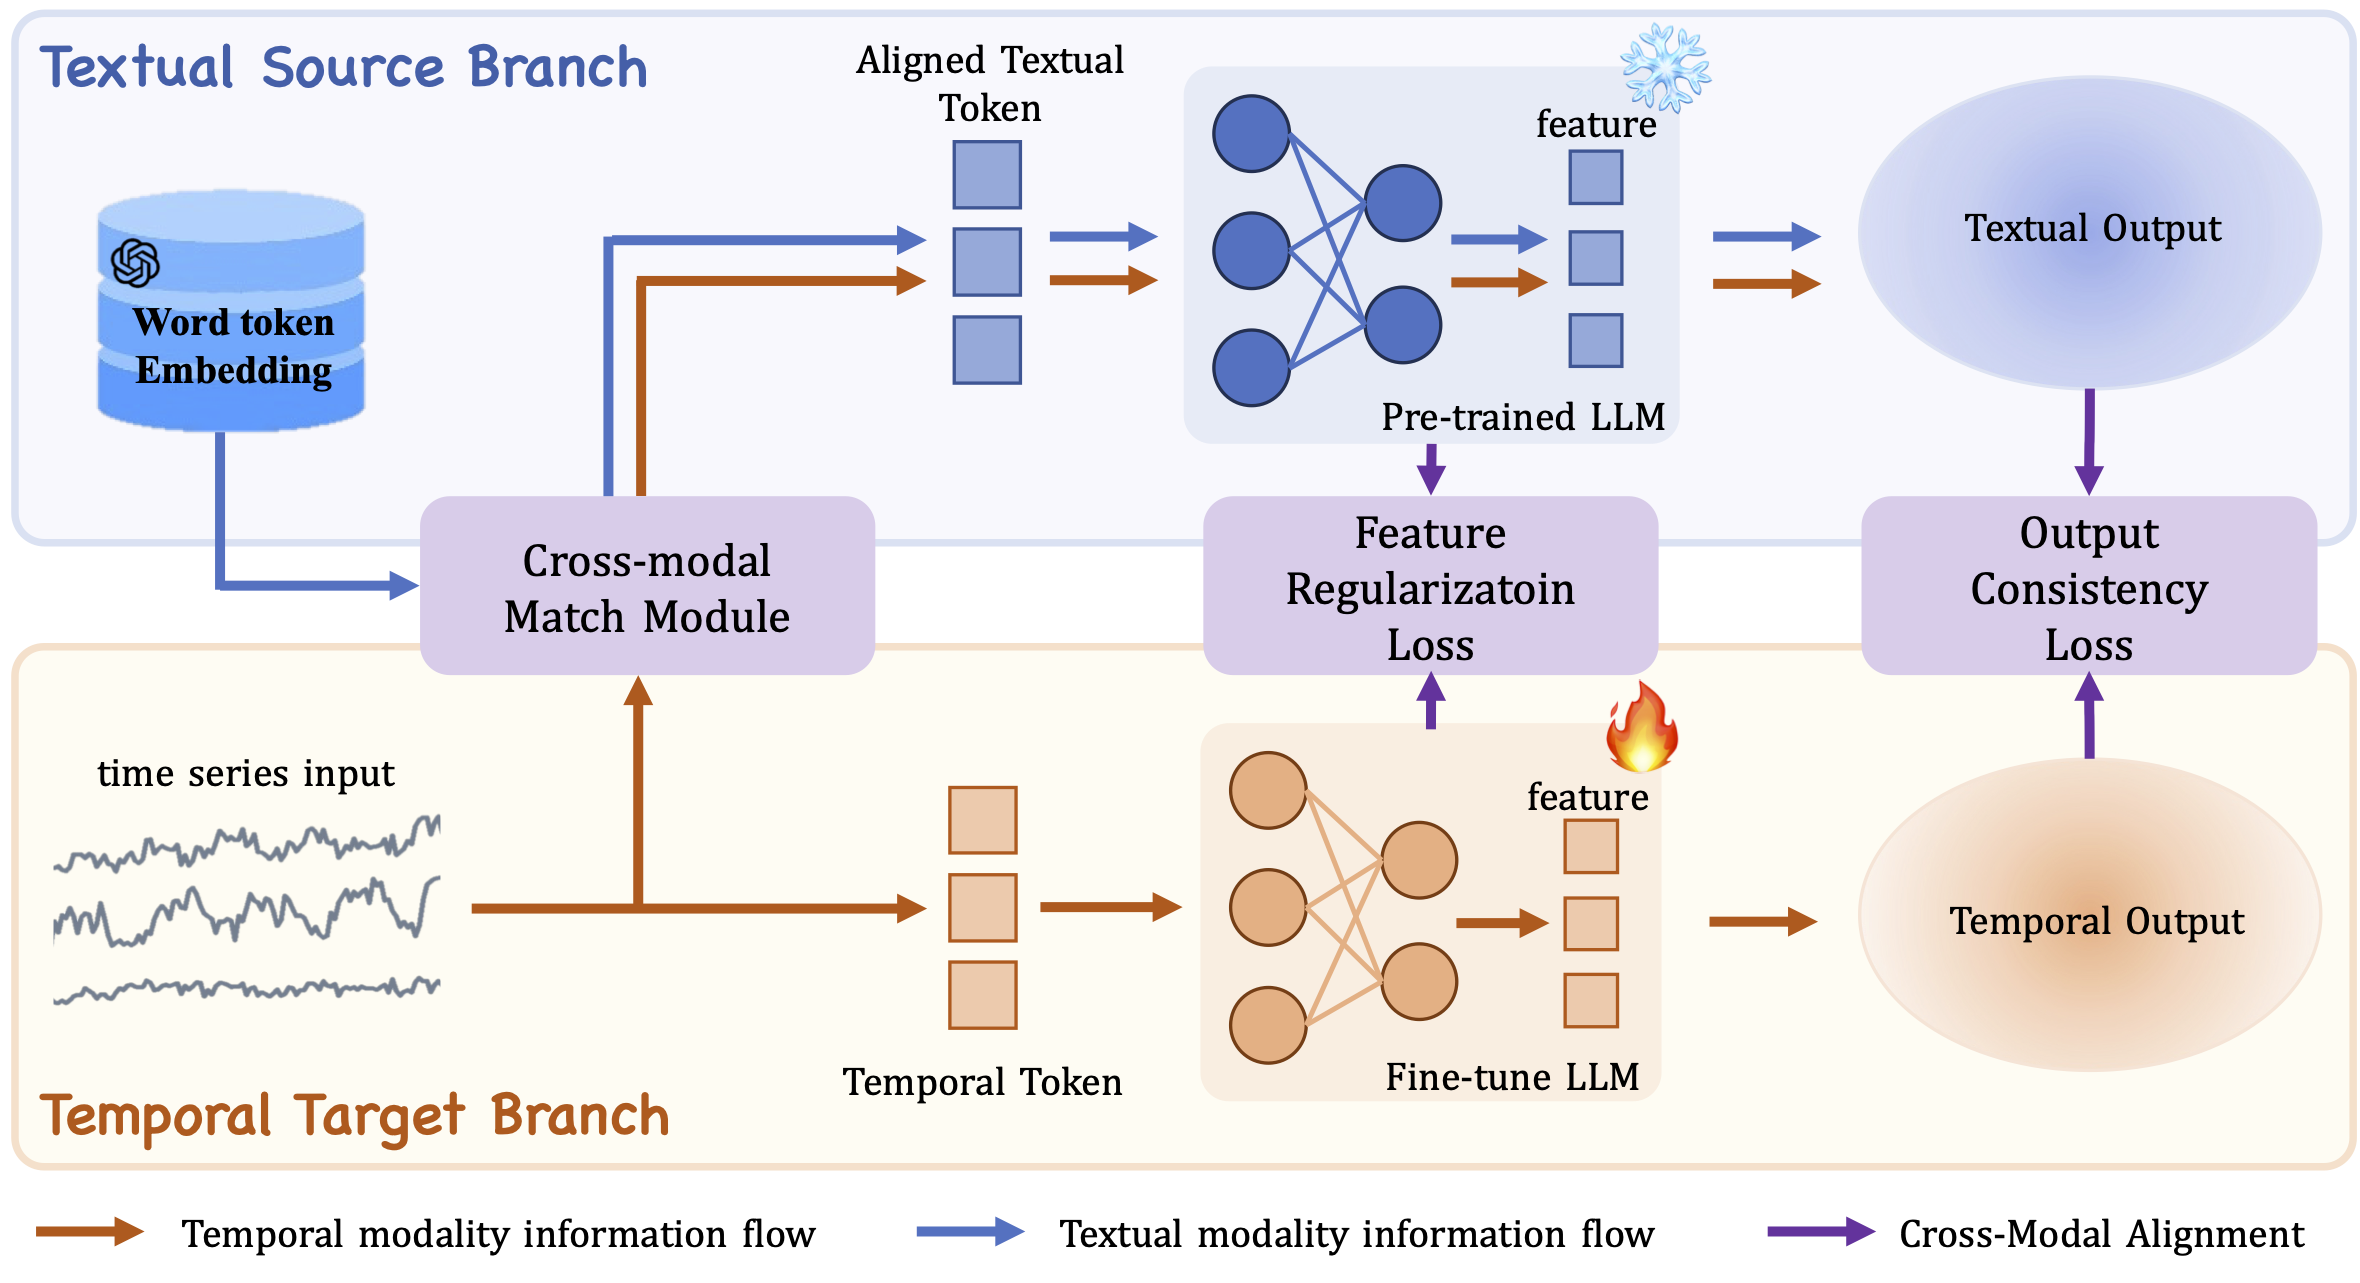 Textual Source Branch
Aligned Textual
Token
feature
Textual Output
Word token
Embedding
Pre-trained LLM
Cross-modal
Match Module
Feature
Regularizatoin
Loss
Output
Consistency
Loss
time series input
feature
Temporal Output
Temporal Token
Fine-tune LLM
Temporal Target Branch
Temporal modality information flow
Textual modality information flow
Cross-Modal Alignment